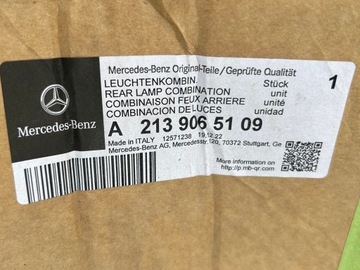 Mercedes-Benz Original-Teile/Geprüfte Qualität
LEUCHTENKOMBIN. Stück 1
REAR LAMP COMBINATION unit
COMBINAISON FEUX ARRIERE unité
COMBINACION DE LUCES unidad
Mercedes-Benz
A 213 906 51 09
Made in ITALY 12571238 19.12.22
Mercedes-Benz AG, Mercedesstr.120, 70372 Stuttgart, Ge
More information on
http://p.mb-qr.com